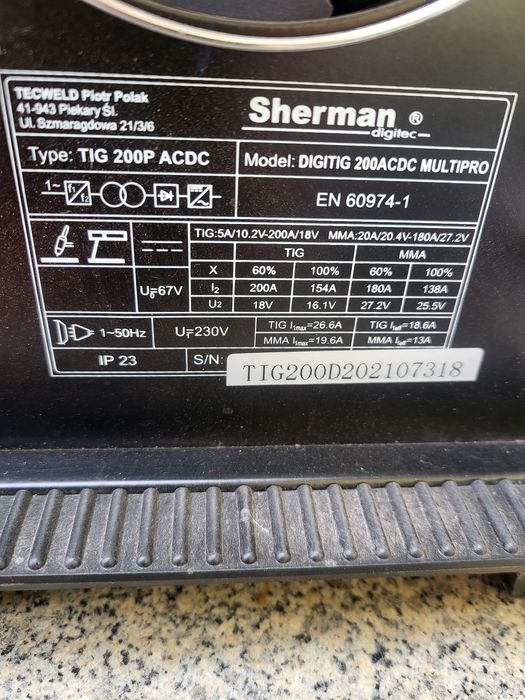 TECWELD Piotr Polak
41-943 Piekary Śl.
Ul. Szmaragdowa 21/3/6
Sherman ®
digitec
Type: TIG 200P ACDC
Model: DIGITIG 200ACDC MULTIPRO
1~ f1 f2
EN 60974-1
TIG:5A/10.2V-200A/18V MMA:20A/20.4V-180A/27.2V
TIG MMA
X 60% 100% 60% 100%
U0=67V
I2 200A 154A 180A 138A
U2 18V 16.1V 27.2V 25.5V
1~50Hz
U1=230V
TIG I1max=26.6A TIG I1eff=18.6A
MMA I1max=19.6A MMA I1eff=13A
IP 23
S/N:
TIG200D202107318